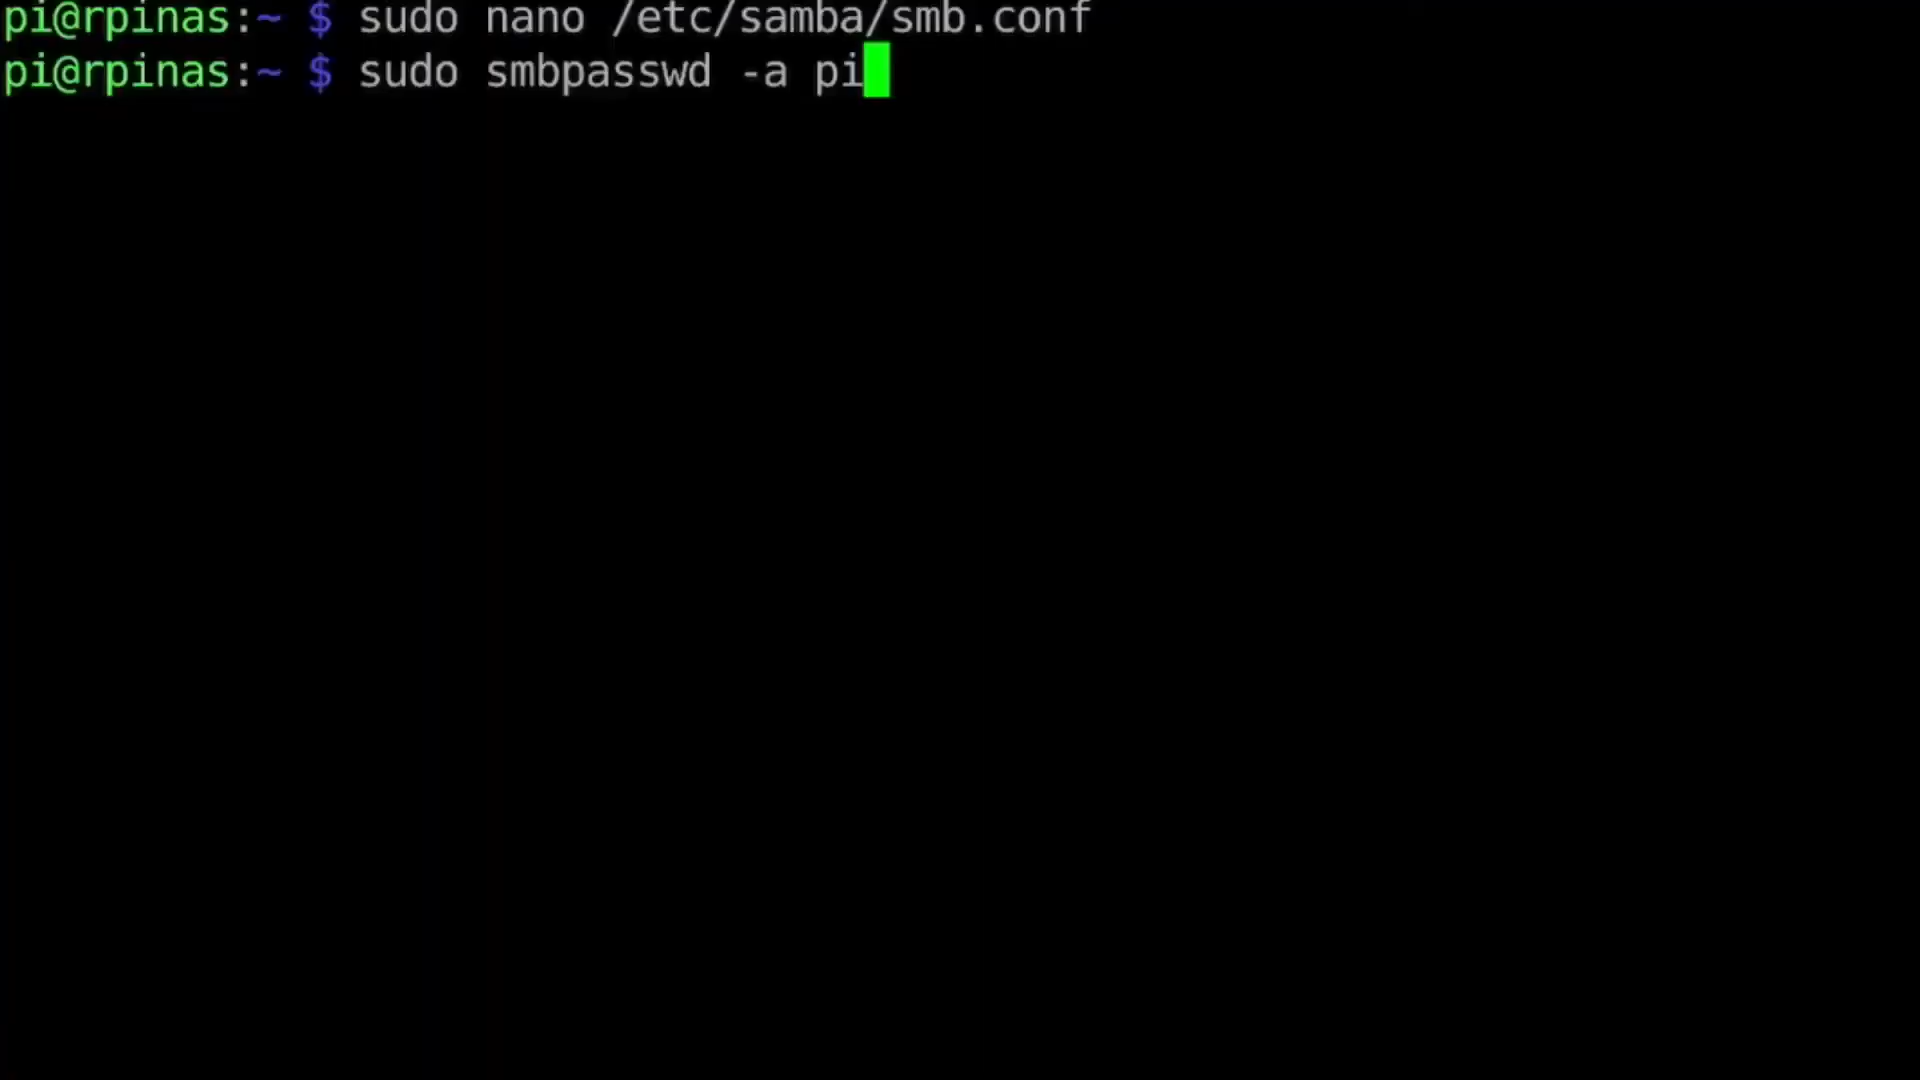 pi@rpinas:~ $ sudo nano /etc/samba/smb.conf
pi@rpinas:~ $ sudo smbpasswd -a pi